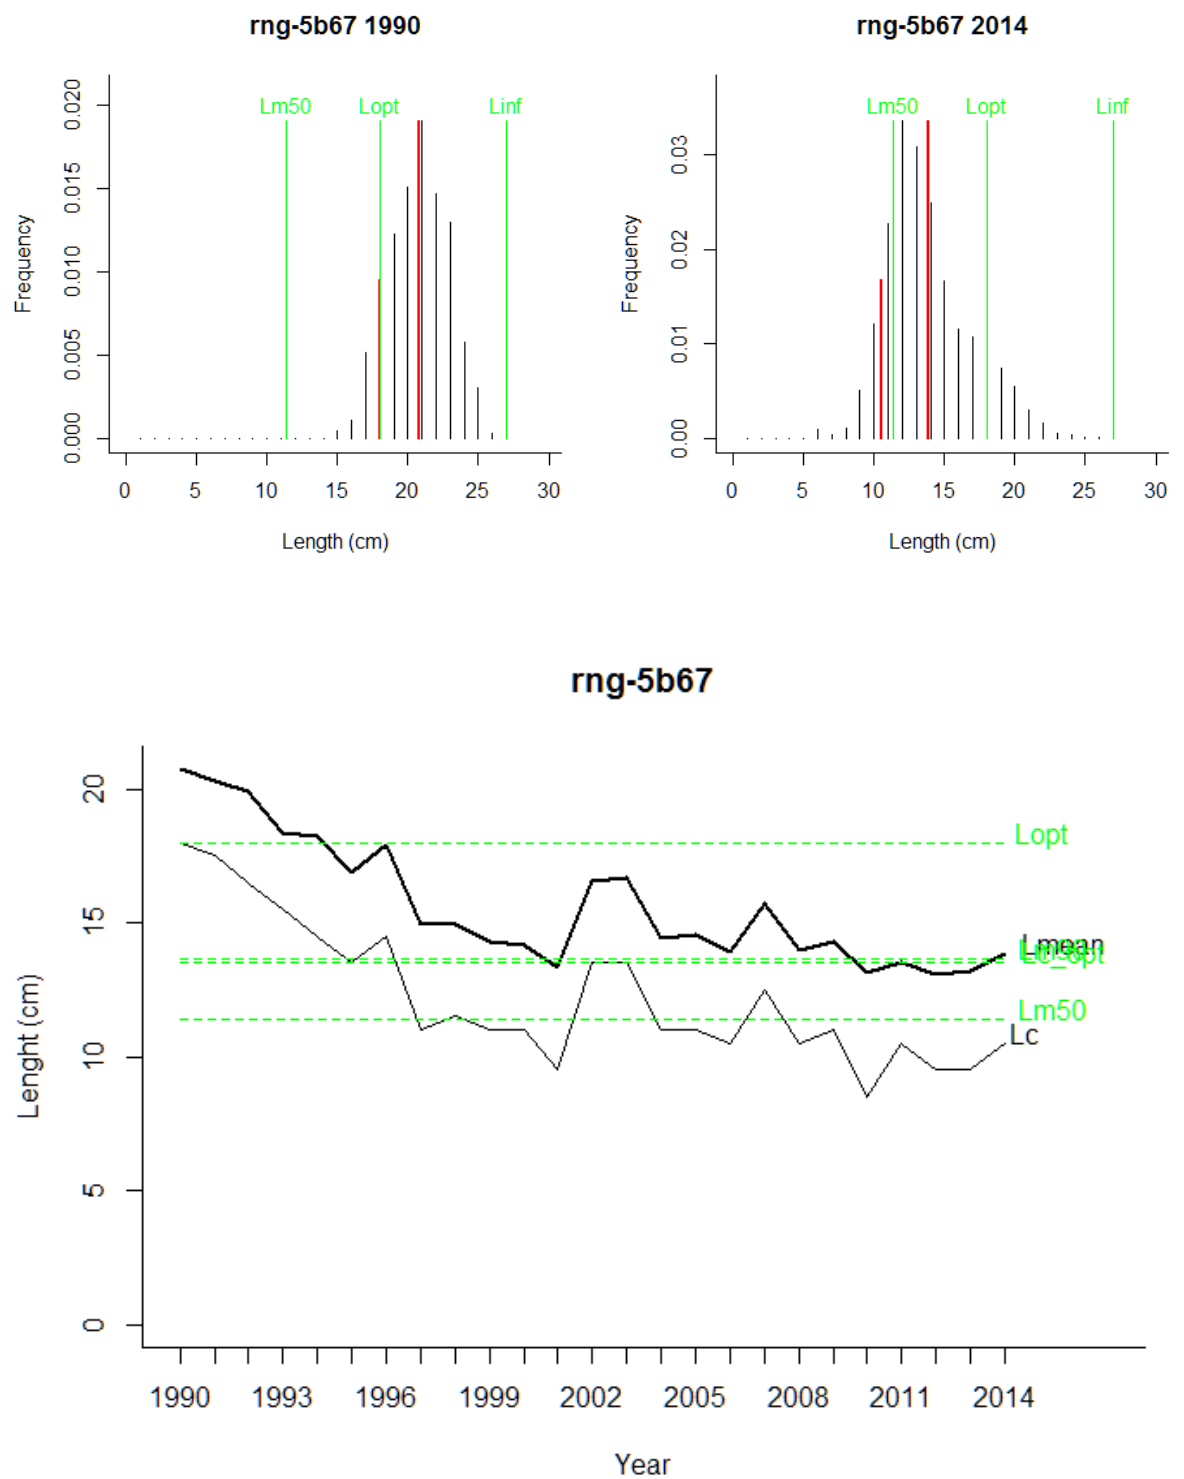 rng-5b67 1990
Frequency
0.000 0.005 0.010 0.015 0.020
Lm50 Lopt Linf
0 5 10 15 20 25 30
Length (cm)
rng-5b67 2014
Frequency
0.00 0.01 0.02 0.03
Lm50 Lopt Linf
0 5 10 15 20 25 30
Length (cm)
rng-5b67
Lenght (cm)
0 5 10 15 20
Lopt
Lmean
Lc_opt
Lm50
Lc
1990 1993 1996 1999 2002 2005 2008 2011 2014
Year